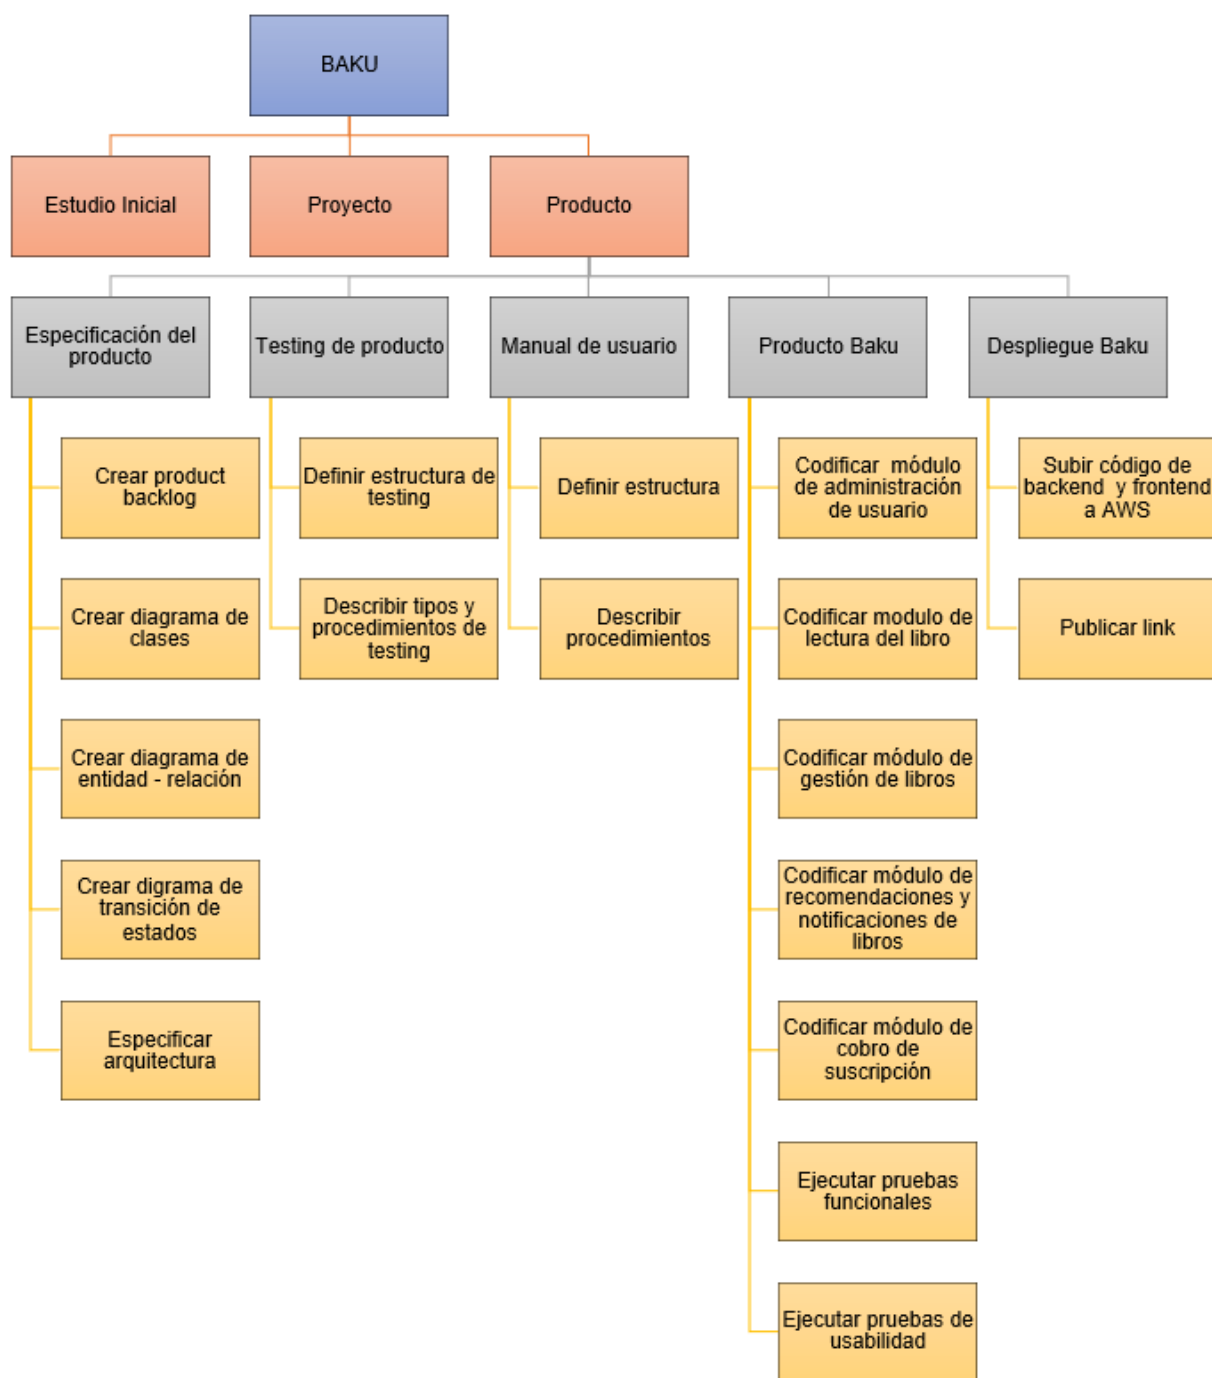 BAKU
Estudio Inicial
Proyecto
Producto
Especificación del
producto
Testing de producto
Manual de usuario
Producto Baku
Despliegue Baku
Crear product
backlog
Definir estructura de
testing
Definir estructura
Codificar módulo
de administración
de usuario
Subir código de
backend y frontend
a AWS
Crear diagrama de
clases
Describir tipos y
procedimientos de
testing
Describir
procedimientos
Codificar modulo de
lectura del libro
Publicar link
Crear diagrama de
entidad - relación
Codificar módulo de
gestión de libros
Crear digrama de
transición de
estados
Codificar módulo de
recomendaciones y
notificaciones de
libros
Especificar
arquitectura
Codificar módulo de
cobro de
suscripción
Ejecutar pruebas
funcionales
Ejecutar pruebas de
usabilidad